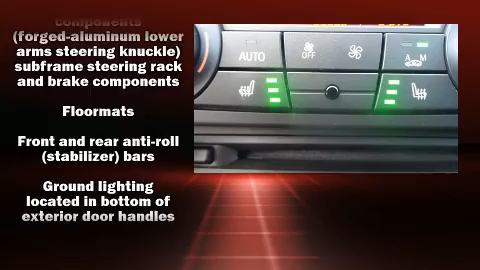 components
(forged-aluminum lower
arms steering knuckle)
subframe steering rack
and brake components
Floormats
Front and rear anti-roll
(stabilizer) bars
Ground lighting
located in bottom of
exterior door handles
AUTO
OFF
A M